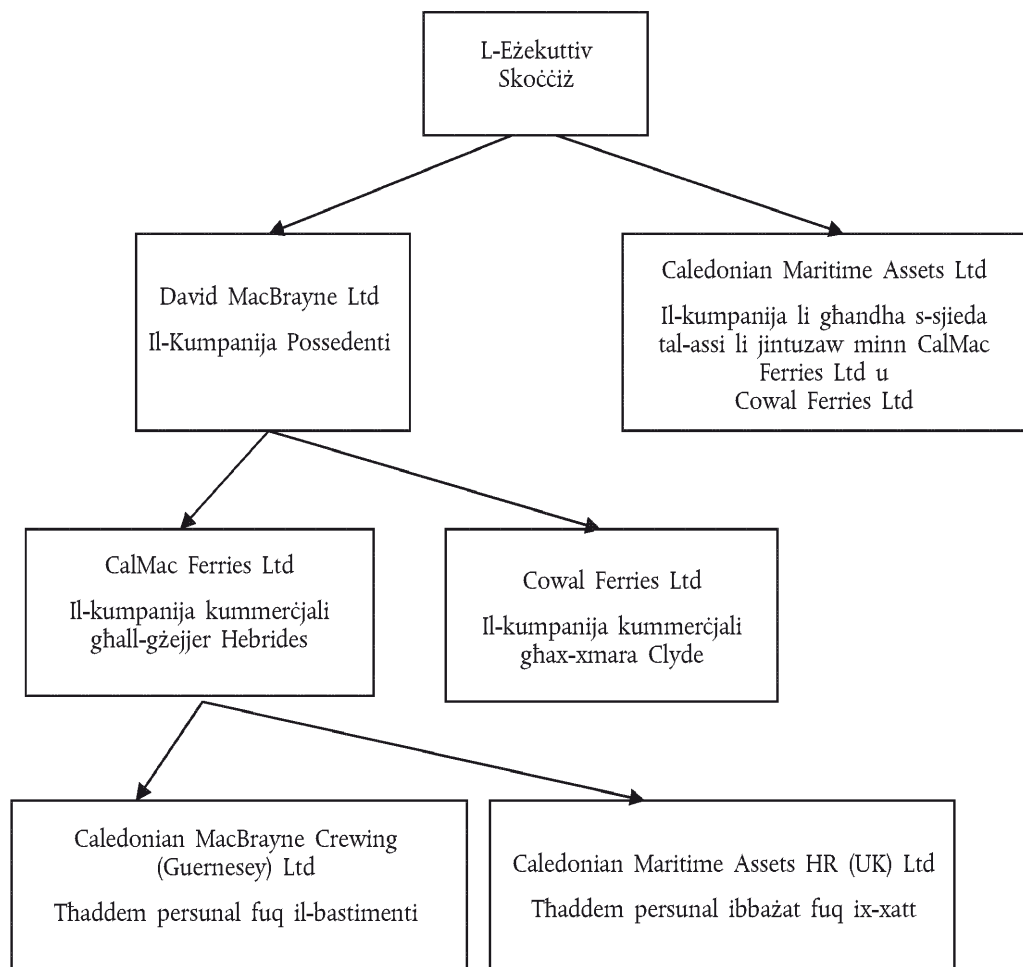 L-Eżekuttiv
Skoċċiż
David MacBrayne Ltd
Il-Kumpanija Possedenti
Caledonian Maritime Assets Ltd
Il-kumpanija li għandha s-sjieda
tal-assi li jintuzaw minn CalMac
Ferries Ltd u
Cowal Ferries Ltd
CalMac Ferries Ltd
Il-kumpanija kummerċjali
għall-gżejjer Hebrides
Cowal Ferries Ltd
Il-kumpanija kummerċjali
għax-xmara Clyde
Caledonian MacBrayne Crewing
(Guernesey) Ltd
Tħaddem persunal fuq il-bastimenti
Caledonian Maritime Assets HR (UK) Ltd
Tħaddem persunal ibbażat fuq ix-xatt